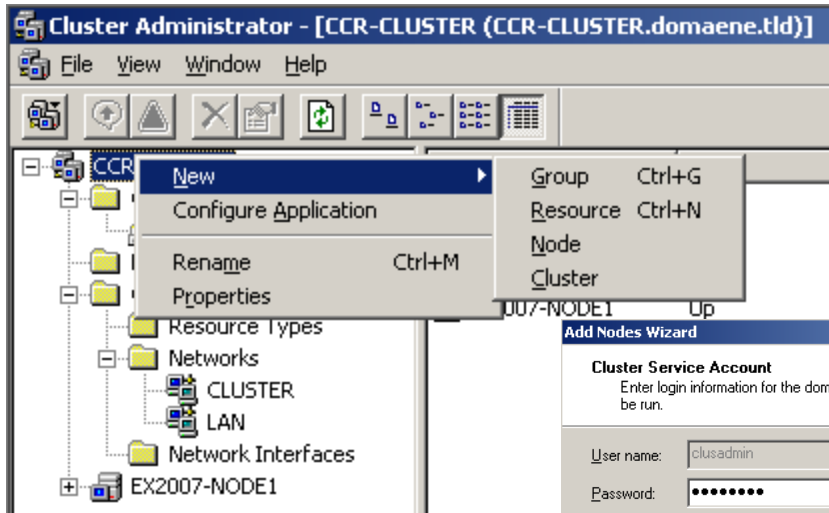 Cluster Administrator - [CCR-CLUSTER (CCR-CLUSTER.domaene.tld)]
File View Window Help
CCR
New
Group Ctrl+G
Configure Application
Resource Ctrl+N
Node
Rename Ctrl+M
Cluster
Properties
007-NODE1 Up
Resource Types
Add Nodes Wizard
Networks
Cluster Service Account
CLUSTER
Enter login information for the dom
be run.
LAN
Network Interfaces
User name: clusadmin
EX2007-NODE1
Password: ●●●●●●●●